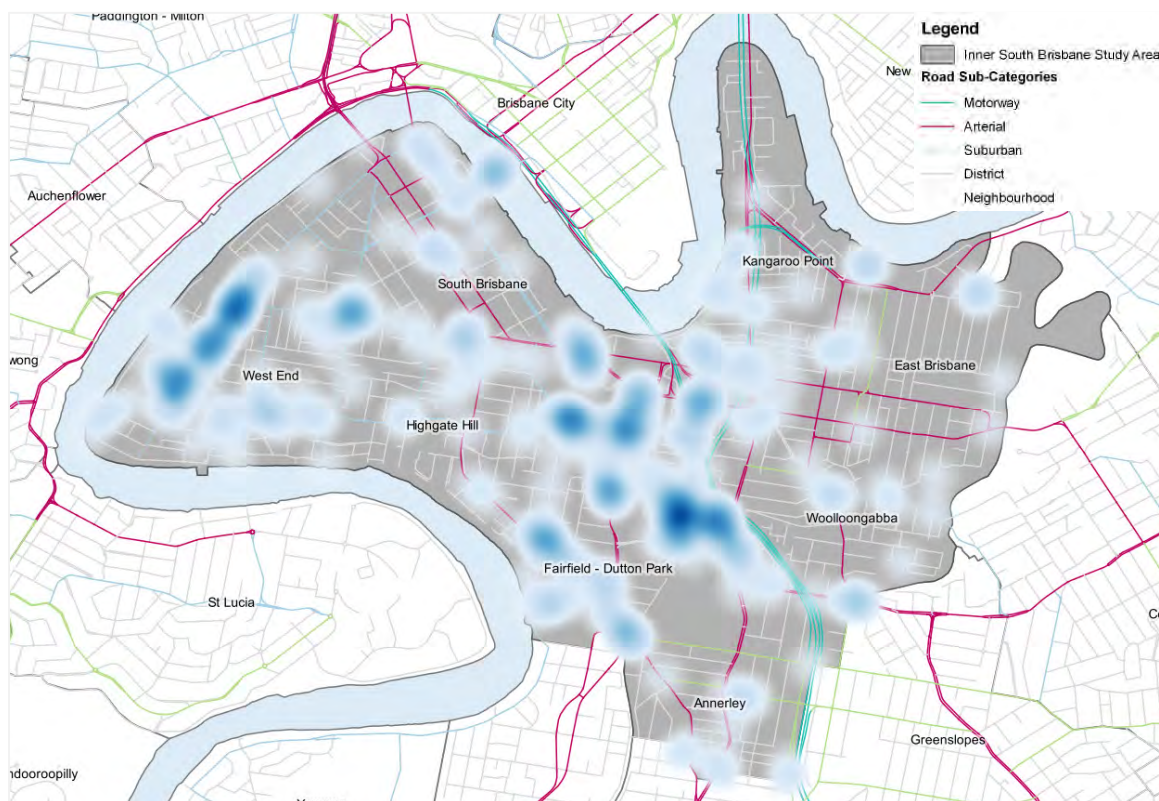 Paddington - Milton
Legend
Inner South Brisbane Study Area
Road Sub-Categories
Motorway
Arterial
Suburban
District
Neighbourhood
New
Brisbane City
Auchenflower
Kangaroo Point
South Brisbane
wong
West End
East Brisbane
Highgate Hill
Woolloongabba
Fairfield - Dutton Park
St Lucia
Annerley
Greenslopes
ndooroopilly